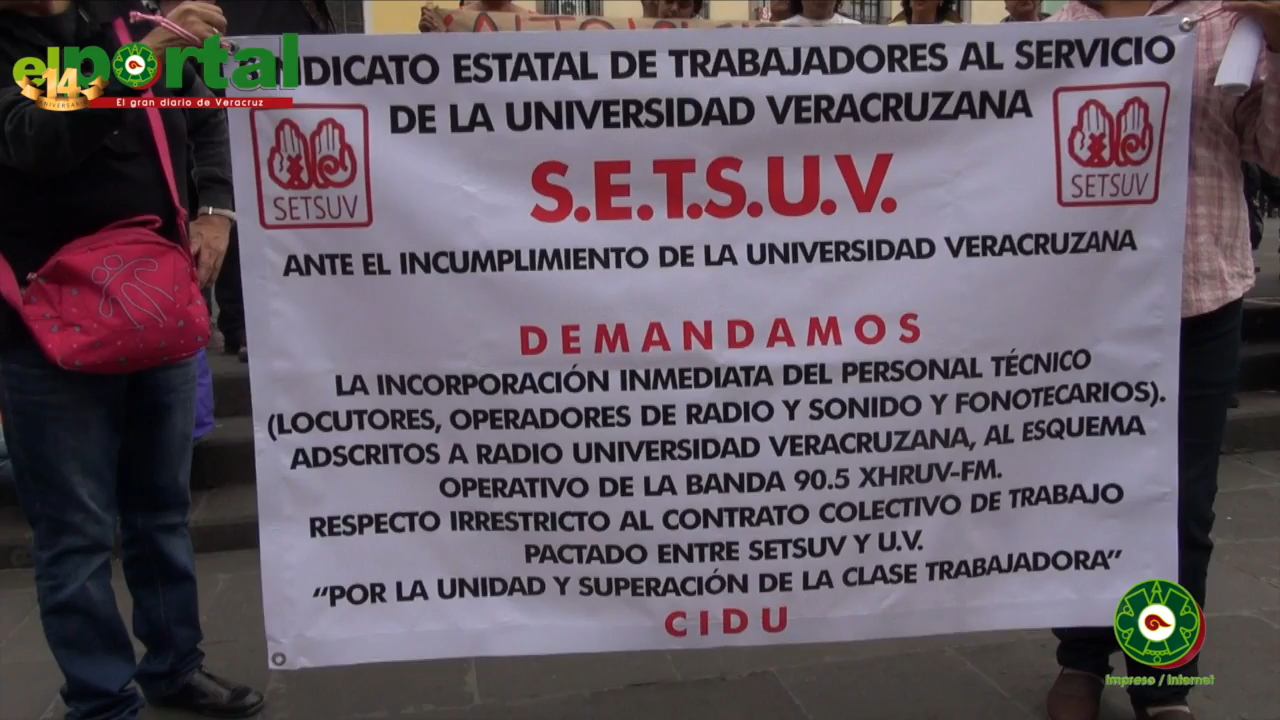 el portal
14
ANIVERSARIO
El gran diario de Veracruz
DICATO ESTATAL DE TRABAJADORES AL SERVICIO
DE LA UNIVERSIDAD VERACRUZANA
SETSUV
S.E.T.S.U.V.
SETSUV
ANTE EL INCUMPLIMIENTO DE LA UNIVERSIDAD VERACRUZANA
DEMANDAMOS
LA INCORPORACIÓN INMEDIATA DEL PERSONAL TÉCNICO
(LOCUTORES, OPERADORES DE RADIO Y SONIDO Y FONOTECARIOS).
ADSCRITOS A RADIO UNIVERSIDAD VERACRUZANA, AL ESQUEMA
OPERATIVO DE LA BANDA 90.5 XHRUV-FM.
RESPECTO IRRESTRICTO AL CONTRATO COLECTIVO DE TRABAJO
PACTADO ENTRE SETSUV Y U.V.
"POR LA UNIDAD Y SUPERACIÓN DE LA CLASE TRABAJADORA"
CIDU
Impreso / Internet